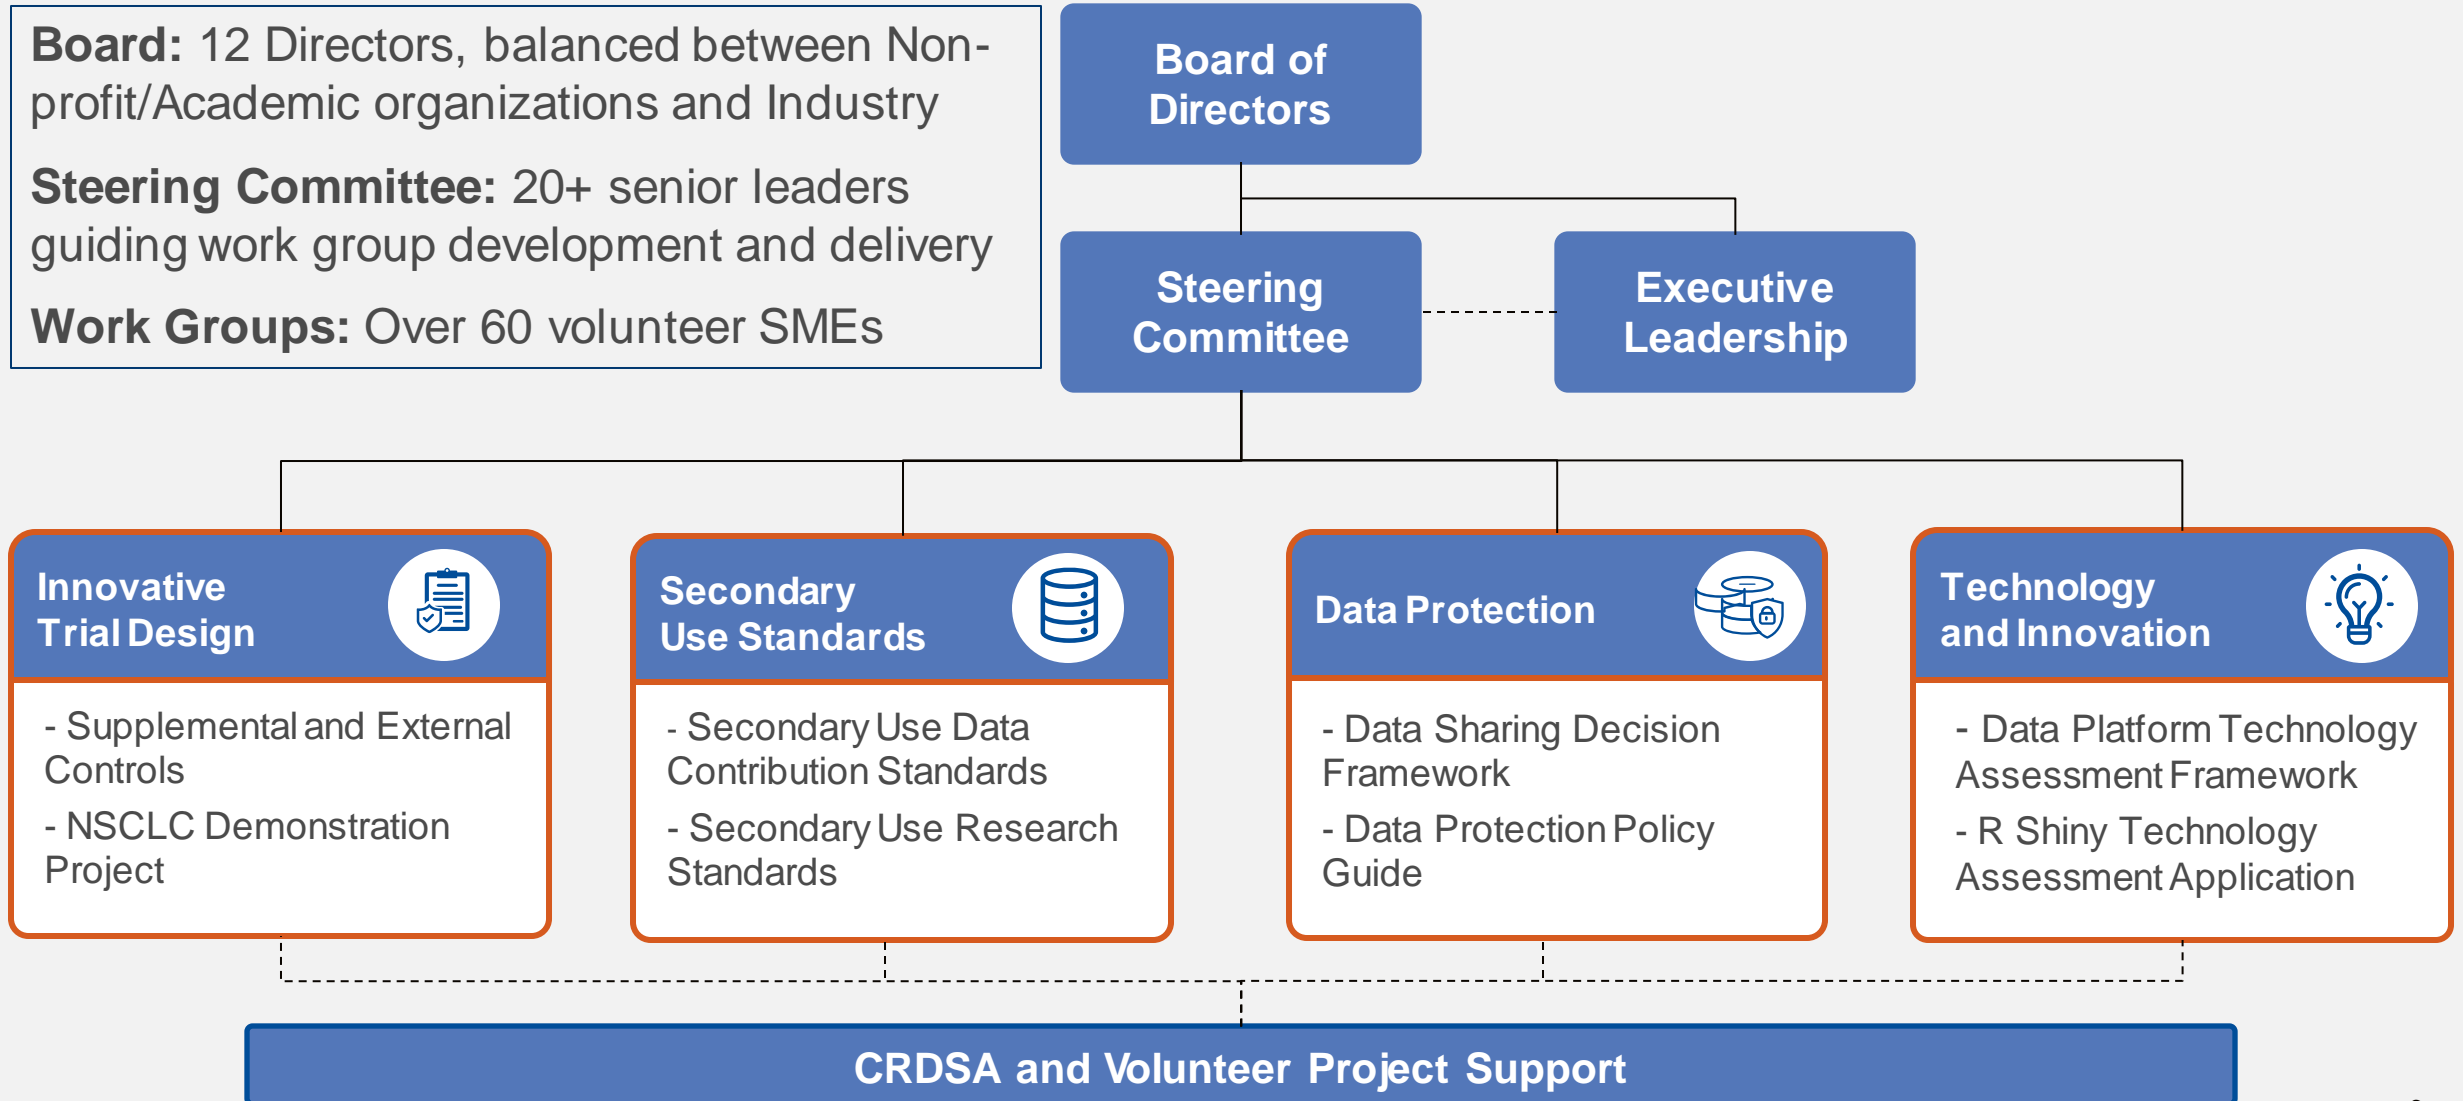 Board: 12 Directors, balanced between Non-
profit/Academic organizations and Industry
Steering Committee: 20+ senior leaders
guiding work group development and delivery
Work Groups: Over 60 volunteer SMEs
Board of
Directors
Steering
Committee
Executive
Leadership
Innovative
Trial Design
- Supplemental and External
Controls
- NSCLC Demonstration
Project
Secondary
Use Standards
- Secondary Use Data
Contribution Standards
- Secondary Use Research
Standards
Data Protection
- Data Sharing Decision
Framework
- Data Protection Policy
Guide
Technology
and Innovation
- Data Platform Technology
Assessment Framework
- R Shiny Technology
Assessment Application
CRDSA and Volunteer Project Support